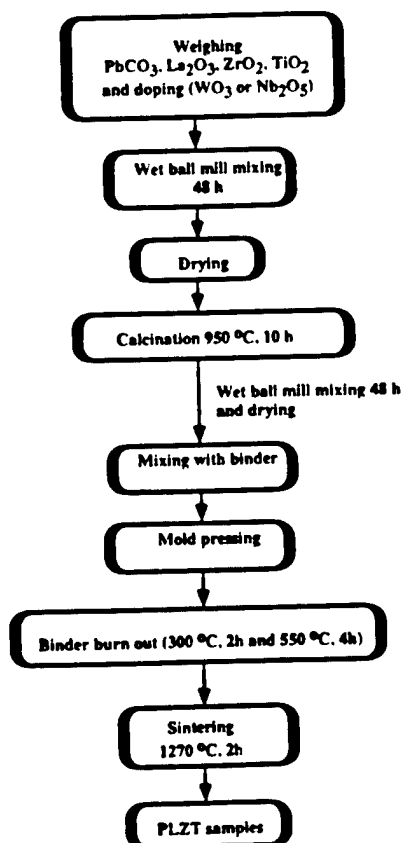 Weighing
PbCO₃, La₂O₃, ZrO₂, TiO₂
and doping (WO₃ or Nb₂O₅)
Wet ball mill mixing
48 h
Drying
Calcination 950 °C, 10 h
Wet ball mill mixing 48 h
and drying
Mixing with binder
Mold pressing
Binder burn out (300 °C, 2h and 550 °C, 4h)
Sintering
1270 °C, 2h
PLZT samples